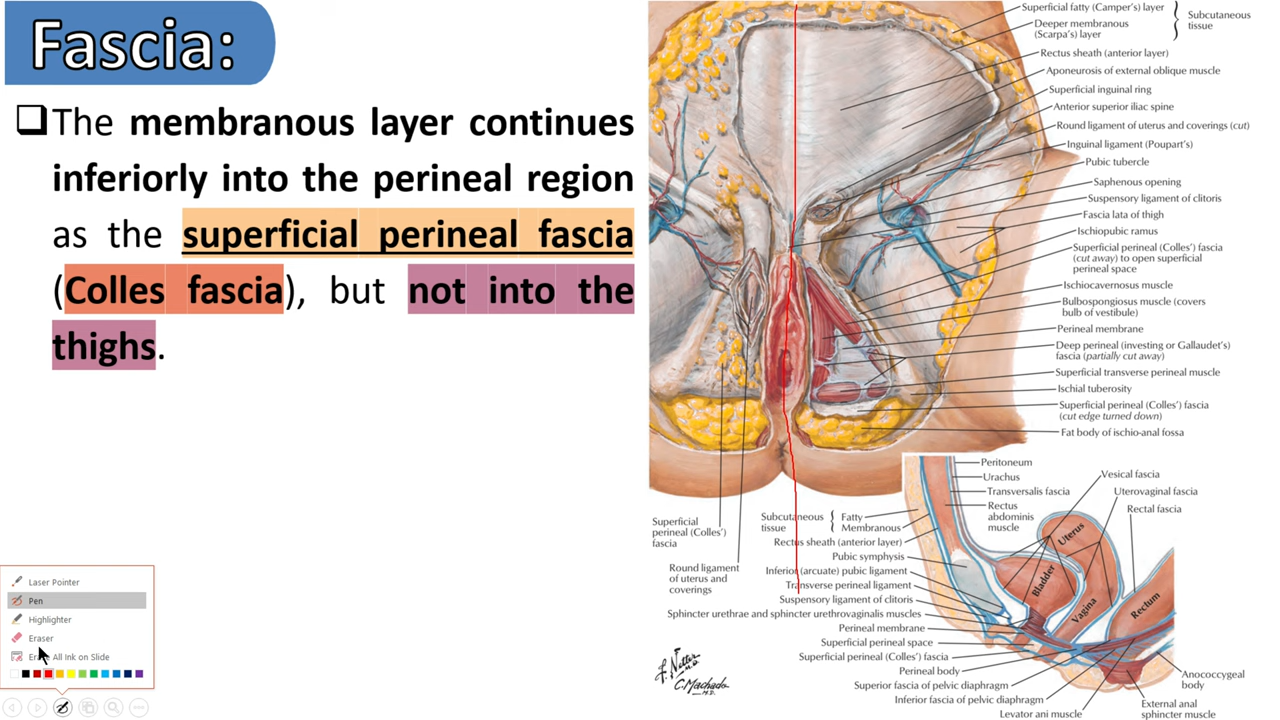 Fascia:
The membranous layer continues
inferiorly into the perineal region
as the superficial perineal fascia
(Colles fascia), but not into the
thighs.
Superficial fatty (Camper's) layer
Deeper membranous
(Scarpa's) layer
Subcutaneous
tissue
Rectus sheath (anterior layer)
Aponeurosis of external oblique muscle
Superficial inguinal ring
Anterior superior iliac spine
Round ligament of uterus and coverings (cut)
Inguinal ligament (Poupart's)
Pubic tubercle
Saphenous opening
Suspensory ligament of clitoris
Fascia lata of thigh
Ischiopubic ramus
Superficial perineal (Colles') fascia
(cut away) to open superficial
perineal space
Ischiocavernosus muscle
Bulbospongiosus muscle (covers
bulb of vestibule)
Perineal membrane
Deep perineal (investing or Gallaudet's)
fascia (partially cut away)
Superficial transverse perineal muscle
Ischial tuberosity
Superficial perineal (Colles') fascia
(cut edge turned down)
Fat body of ischio-anal fossa
Superficial
perineal (Colles')
fascia
Round ligament
of uterus and
coverings
Subcutaneous
tissue
Fatty
Membranous
Rectus sheath (anterior layer)
Pubic symphysis
Inferior (arcuate) pubic ligament
Transverse perineal ligament
Suspensory ligament of clitoris
Sphincter urethrae and sphincter urethrovaginalis muscles
Perineal membrane
Superficial perineal space
Superficial perineal (Colles') fascia
Perineal body
Superior fascia of pelvic diaphragm
Inferior fascia of pelvic diaphragm
Levator ani muscle
Peritoneum
Urachus
Transversalis fascia
Rectus
abdominis
muscle
Vesical fascia
Uterovaginal fascia
Rectal fascia
Uterus
Bladder
Vagina
Rectum
Anococcygeal
body
External anal
sphincter muscle
F. Netter
M.D.
C. Machado
M.D.
Laser Pointer
Pen
Highlighter
Eraser
All Ink on Slide